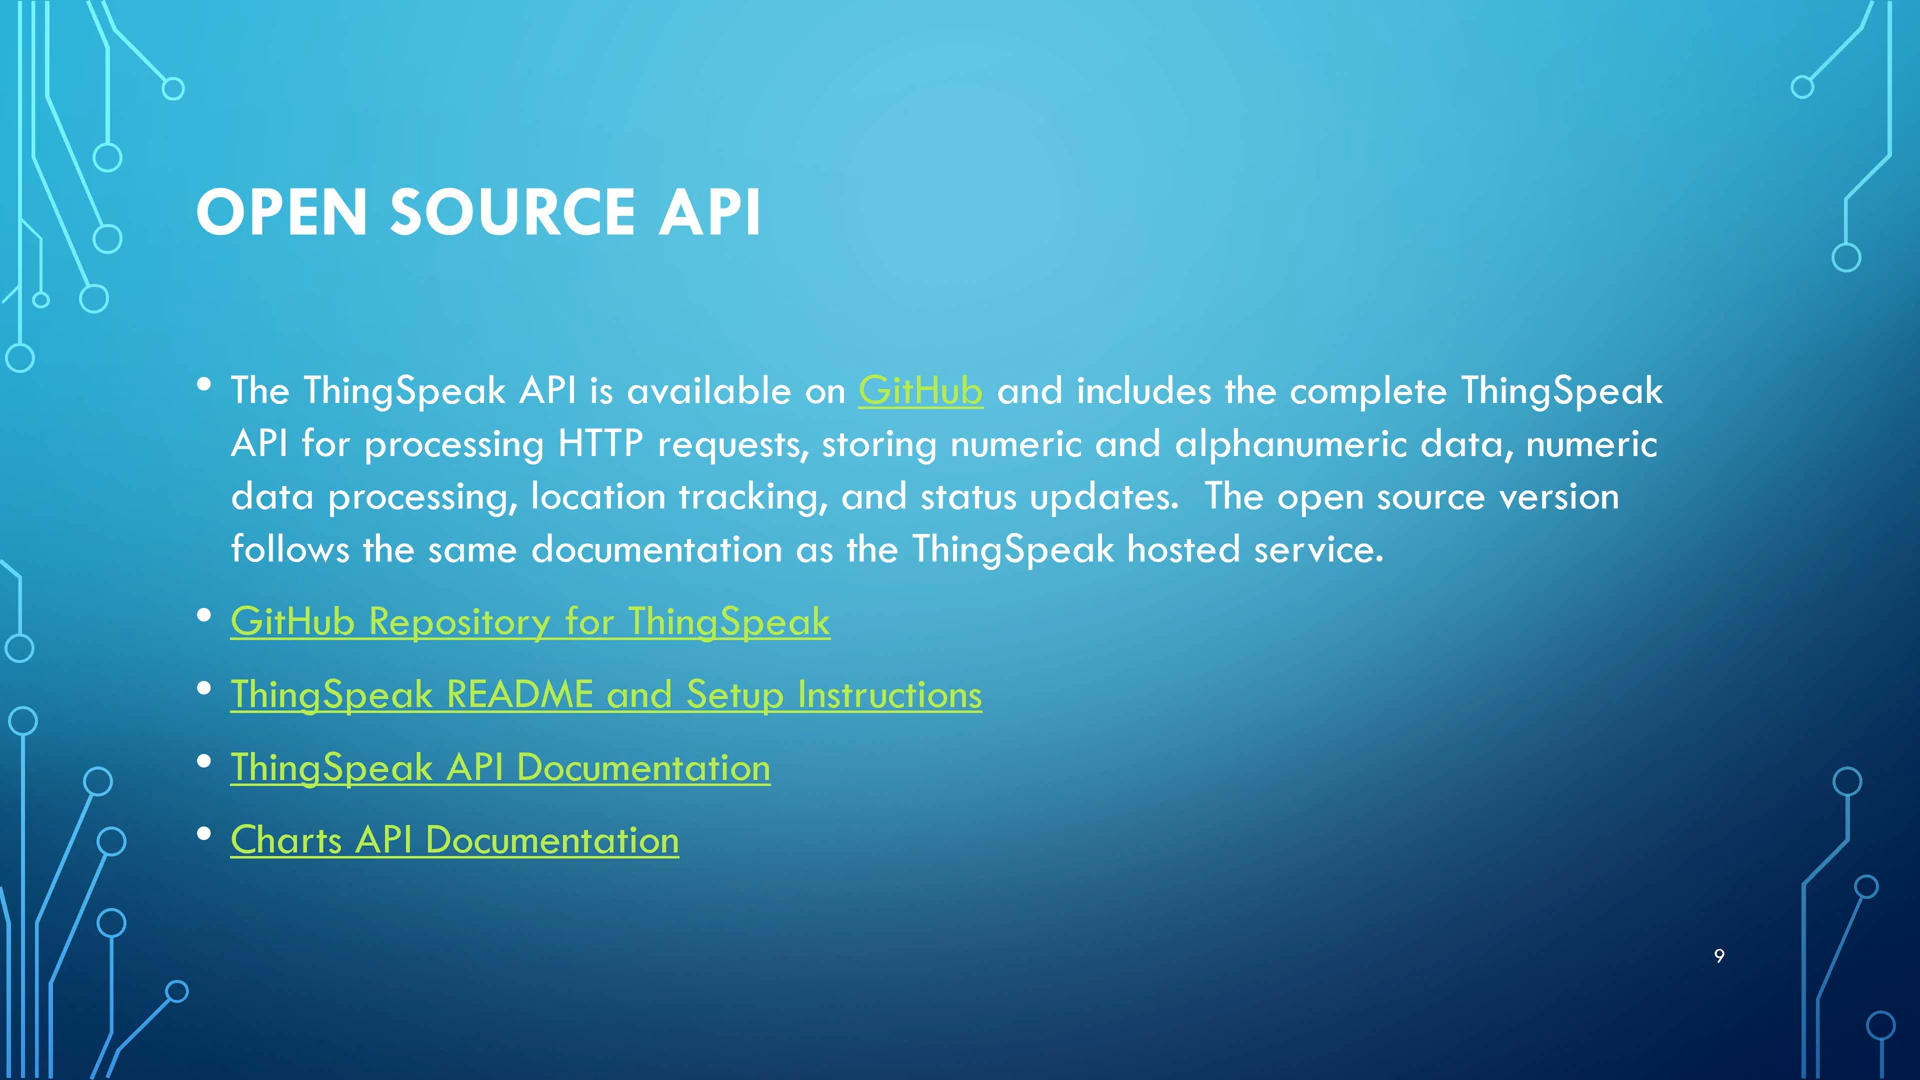 OPEN SOURCE API
• The ThingSpeak API is available on GitHub and includes the complete ThingSpeak
API for processing HTTP requests, storing numeric and alphanumeric data, numeric
data processing, location tracking, and status updates.  The open source version
follows the same documentation as the ThingSpeak hosted service.
• GitHub Repository for ThingSpeak
• ThingSpeak README and Setup Instructions
• ThingSpeak API Documentation
• Charts API Documentation
9